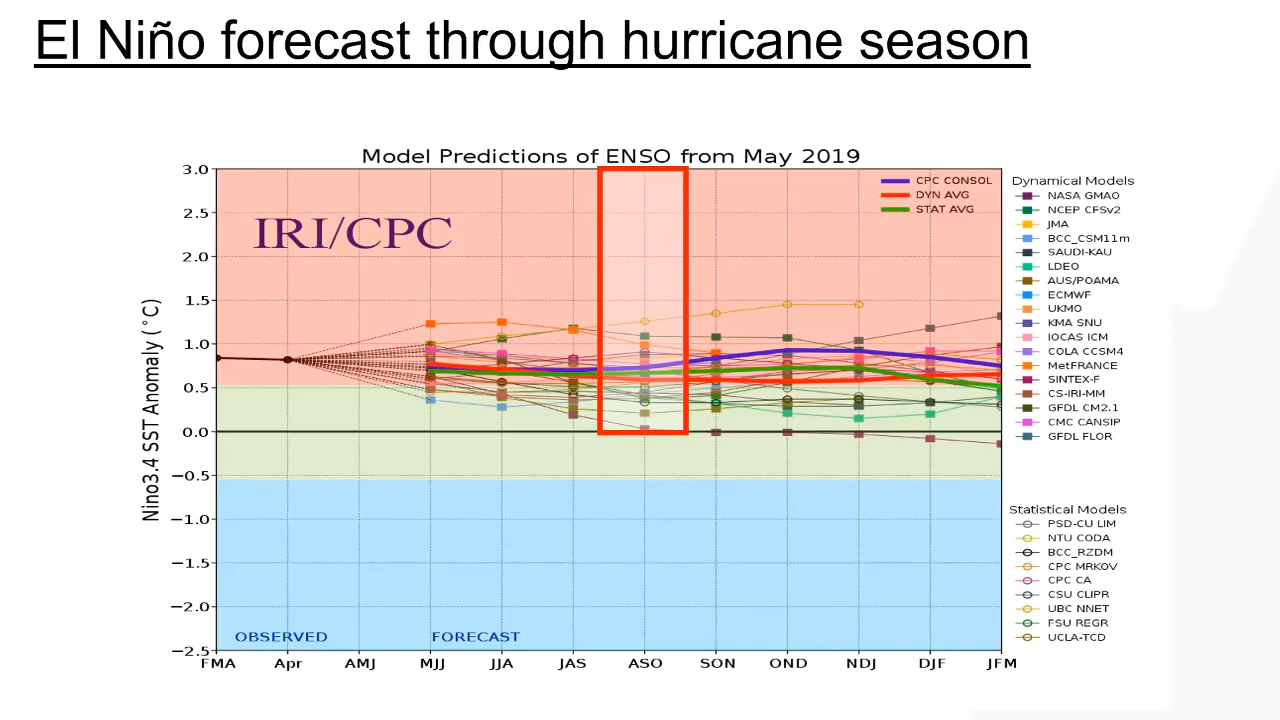 El Niño forecast through hurricane season
Model Predictions of ENSO from May 2019
IRI/CPC
CPC CONSOL
DYN AVG
STAT AVG
Nino3.4 SST Anomaly (°C)
3.0
2.5
2.0
1.5
1.0
0.5
0.0
−0.5
−1.0
−1.5
−2.0
−2.5
OBSERVED
FORECAST
FMA Apr AMJ MJJ JJA JAS ASO SON OND NDJ DJF JFM
Dynamical Models
NASA GMAO
NCEP CFSv2
JMA
BCC_CSM11m
SAUDI-KAU
LDEO
AUS/POAMA
ECMWF
UKMO
KMA SNU
IOCAS ICM
COLA CCSM4
MetFRANCE
SINTEX-F
CS-IRI-MM
GFDL CM2.1
CMC CANSIP
GFDL FLOR
Statistical Models
PSD-CU LIM
NTU CODA
BCC_RZDM
CPC MRKOV
CPC CA
CSU CLIPR
UBC NNET
FSU REGR
UCLA-TCD